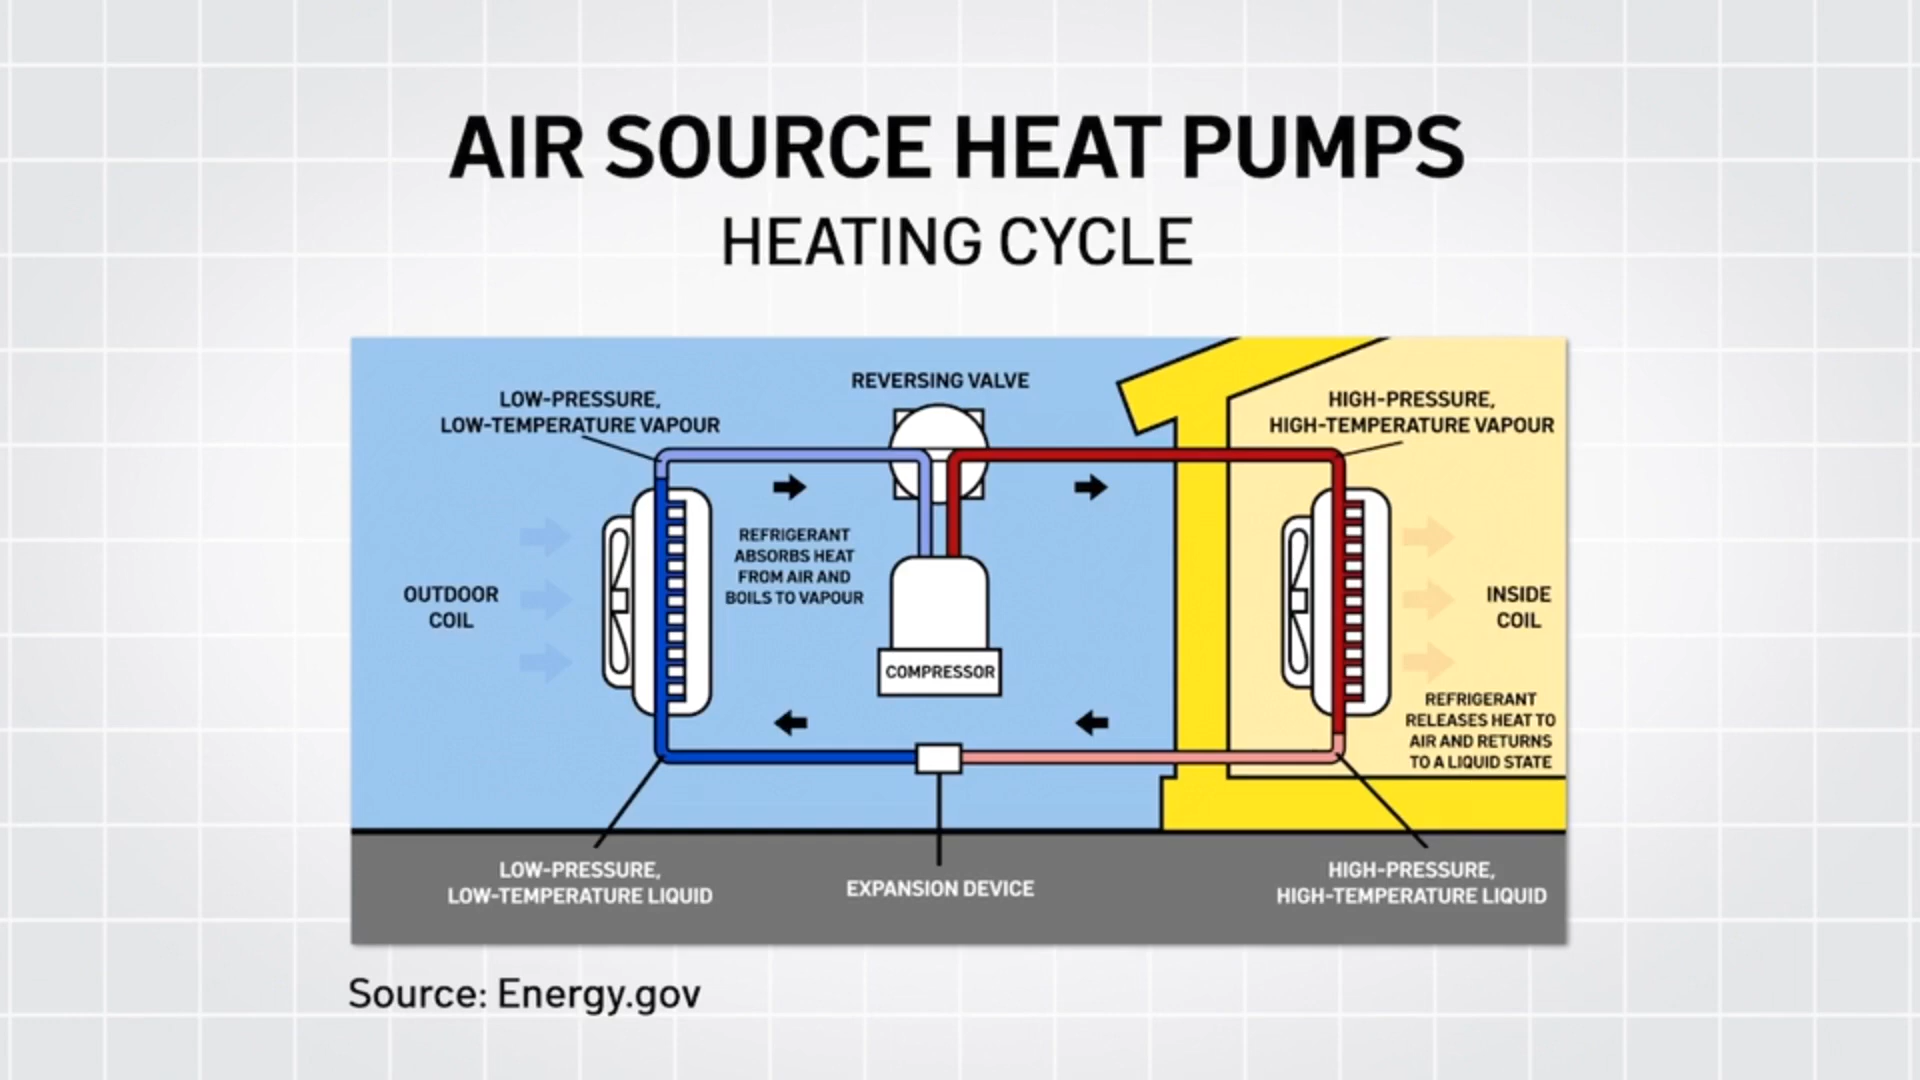 AIR SOURCE HEAT PUMPS
HEATING CYCLE
REVERSING VALVE
LOW-PRESSURE,
LOW-TEMPERATURE VAPOUR
HIGH-PRESSURE,
HIGH-TEMPERATURE VAPOUR
REFRIGERANT
ABSORBS HEAT
FROM AIR AND
BOILS TO VAPOUR
OUTDOOR
COIL
INSIDE
COIL
COMPRESSOR
REFRIGERANT
RELEASES HEAT TO
AIR AND RETURNS
TO A LIQUID STATE
LOW-PRESSURE,
LOW-TEMPERATURE LIQUID
EXPANSION DEVICE
HIGH-PRESSURE,
HIGH-TEMPERATURE LIQUID
Source: Energy.gov